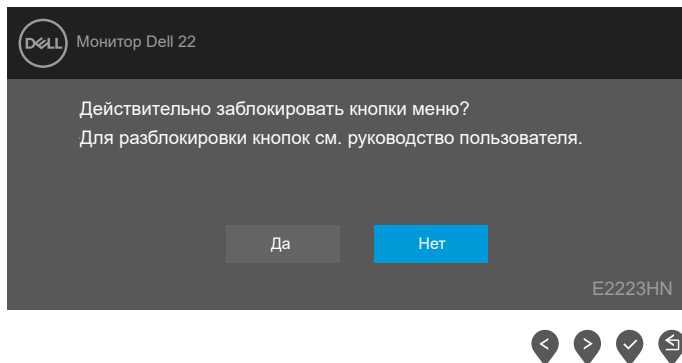 DELL
Монитор Dell 22
Действительно заблокировать кнопки меню?
Для разблокировки кнопок см. руководство пользователя.
Да
Нет
E2223HN